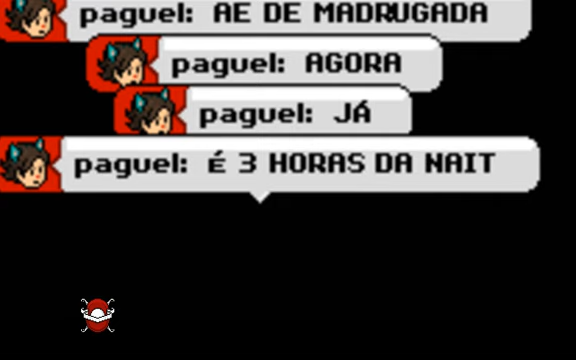 paguel: AE DE MADRUGADA
paguel: AGORA
paguel: JÁ
paguel: É 3 HORAS DA NAIT